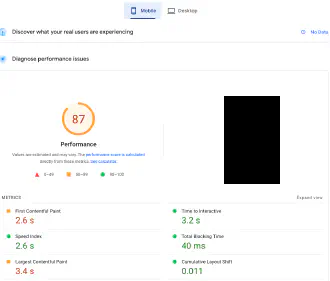 Mobile
Desktop
Discover what your real users are experiencing
No Data
Diagnose performance issues
87
Performance
Values are estimated and may vary. The performance score is calculated
directly from these metrics. See calculator.
0–49
50–89
90–100
METRICS
Expand view
First Contentful Paint
2.6 s
Time to Interactive
3.2 s
Speed Index
2.6 s
Total Blocking Time
40 ms
Largest Contentful Paint
3.4 s
Cumulative Layout Shift
0.011